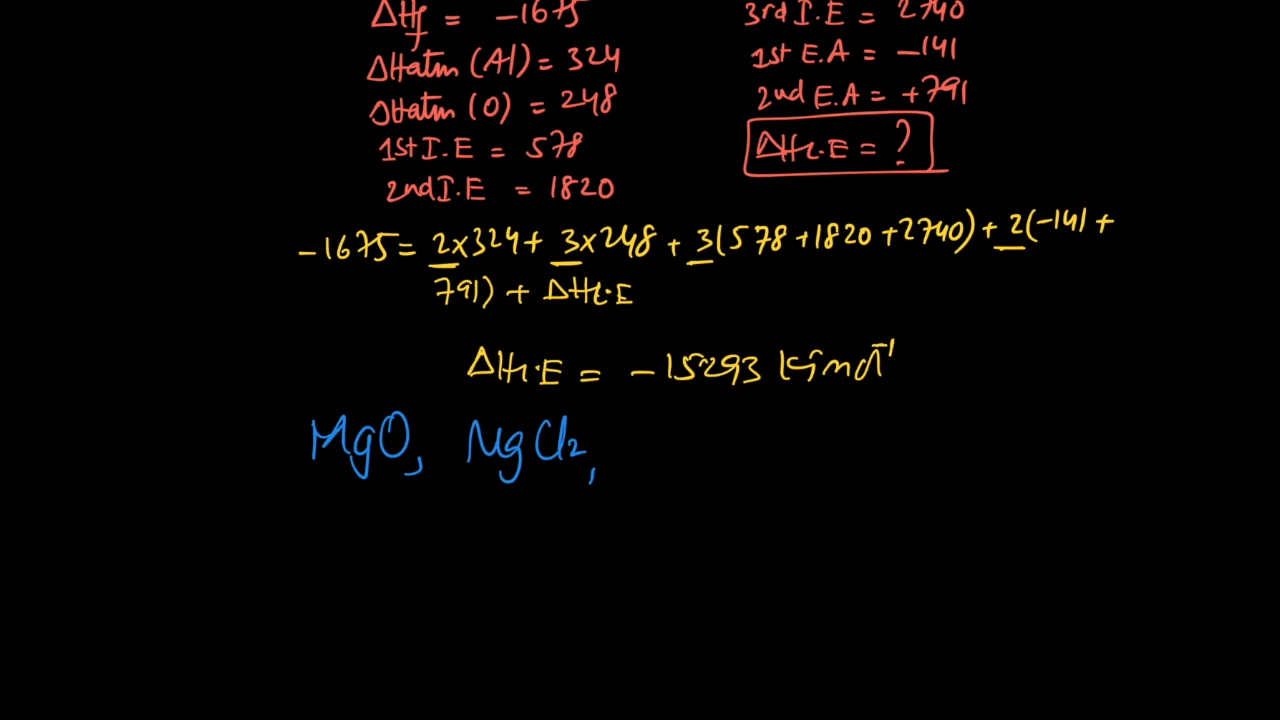 ΔHf = -1675
ΔHatm (Al) = 324
ΔHatm (O) = 248
1st I.E = 578
2nd I.E = 1820
3rd I.E = 2740
1st E.A = -141
2nd E.A = +791
ΔHL.E = ?
-1675 = 2x324 + 3x248 + 3(578 + 1820 + 2740) + 2(-141 +
791) + ΔHL.E
ΔHL.E = -15293 kJmol⁻¹
MgO, MgCl2,